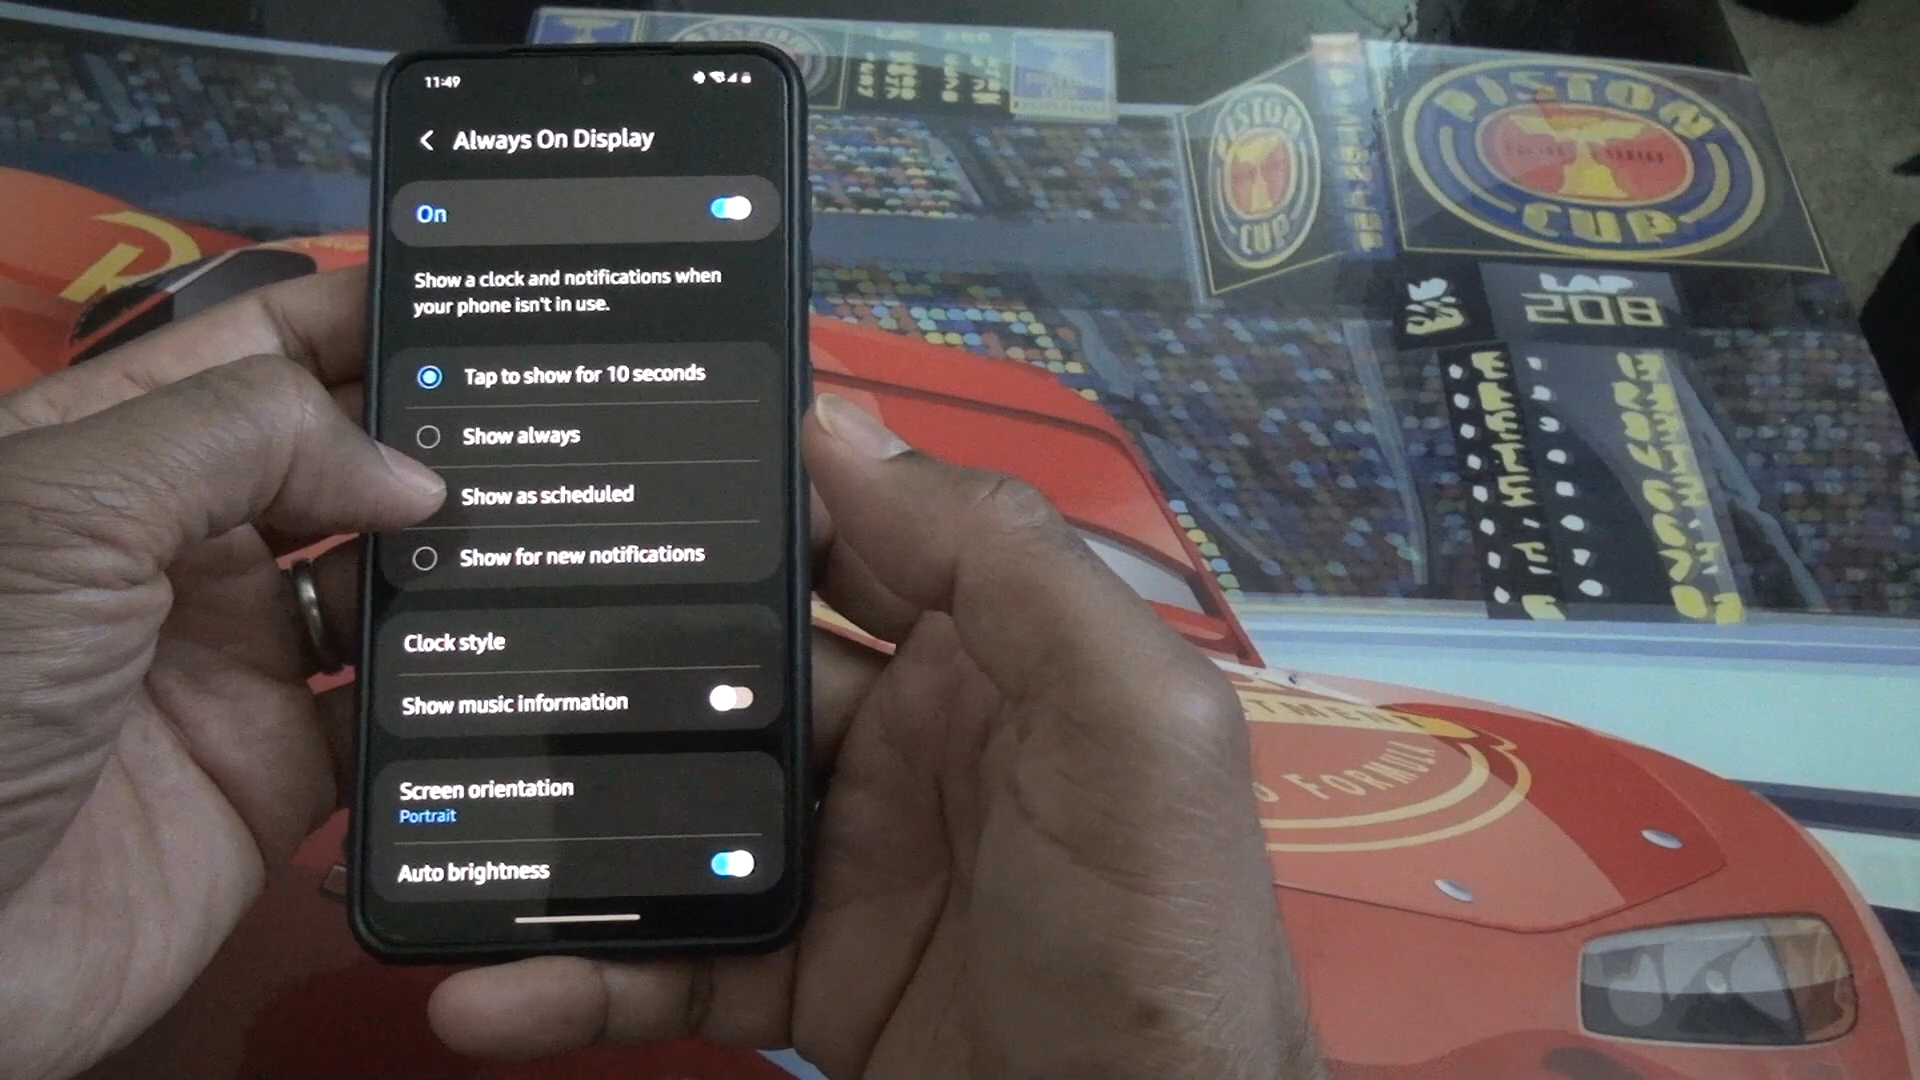 11:49
Always On Display
On
Show a clock and notifications when
your phone isn't in use.
Tap to show for 10 seconds
Show always
Show as scheduled
Show for new notifications
Clock style
Show music information
Screen orientation
Portrait
Auto brightness
PISTON
CUP
PISTON
CUP
LAP
208
FORMULA